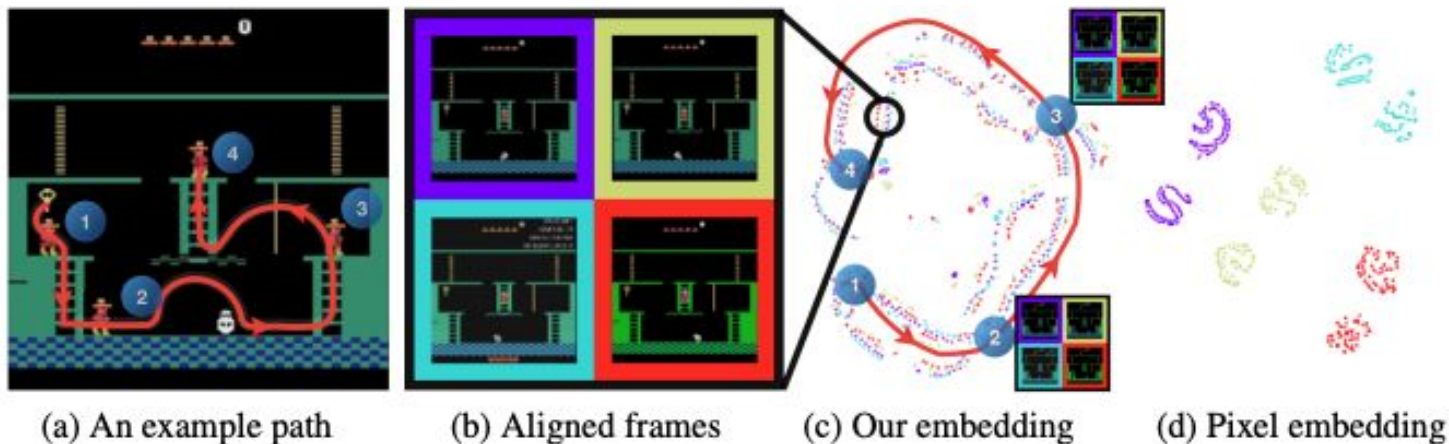 0
1
2
3
4
1
2
3
4
(a) An example path
(b) Aligned frames
(c) Our embedding
(d) Pixel embedding